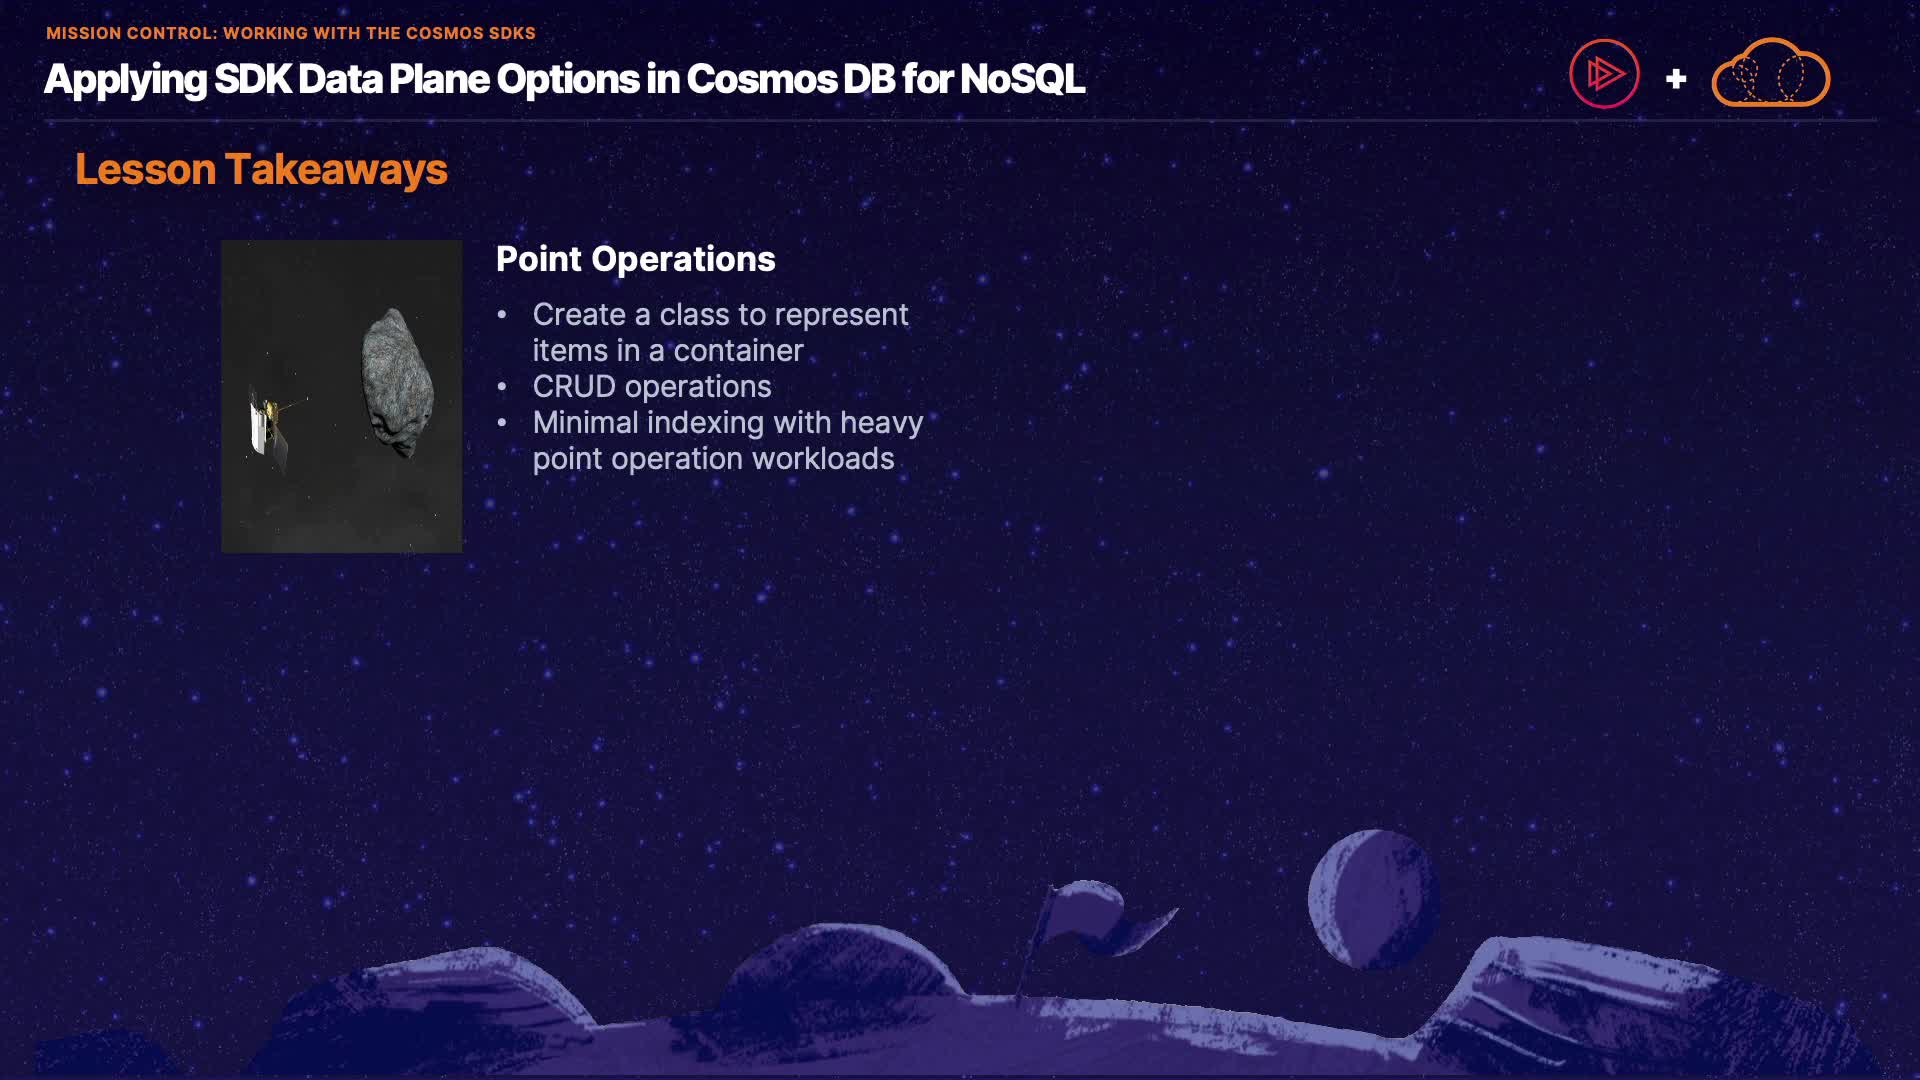 MISSION CONTROL: WORKING WITH THE COSMOS SDKS
Applying SDK Data Plane Options in Cosmos DB for NoSQL
+
Lesson Takeaways
Point Operations
• Create a class to represent
items in a container
• CRUD operations
• Minimal indexing with heavy
point operation workloads